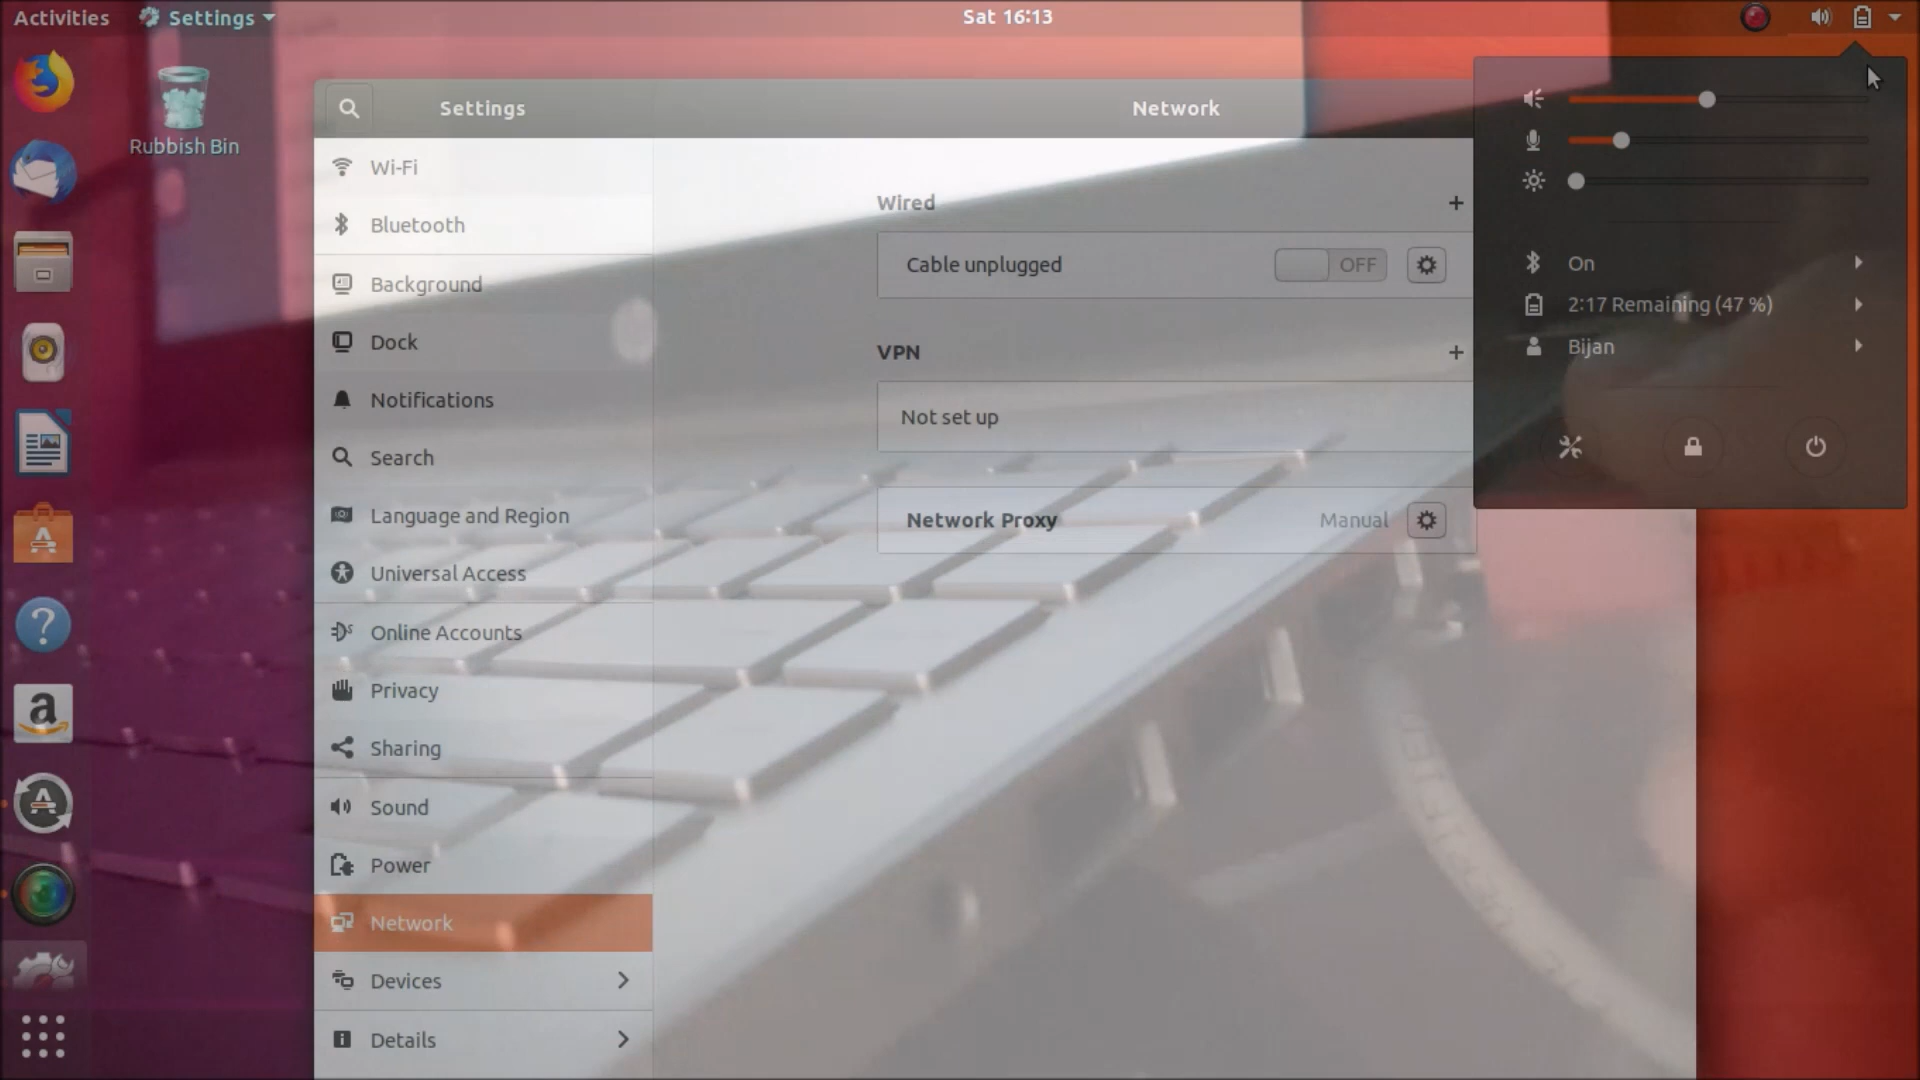 Activities
Settings
Sat 16:13
Rubbish Bin
Settings
Network
Wi-Fi
Bluetooth
Background
Dock
Notifications
Search
Language and Region
Universal Access
Online Accounts
Privacy
Sharing
Sound
Power
Network
Devices
Details
Wired
Cable unplugged
OFF
VPN
Not set up
Network Proxy
Manual
On
2:17 Remaining (47 %)
Bijan